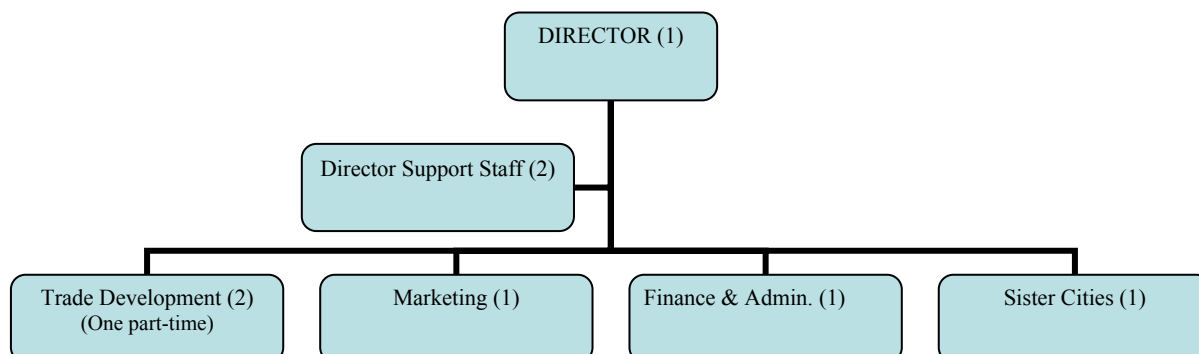 DIRECTOR (1)
Director Support Staff (2)
Trade Development (2)
(One part-time)
Marketing (1)
Finance & Admin. (1)
Sister Cities (1)